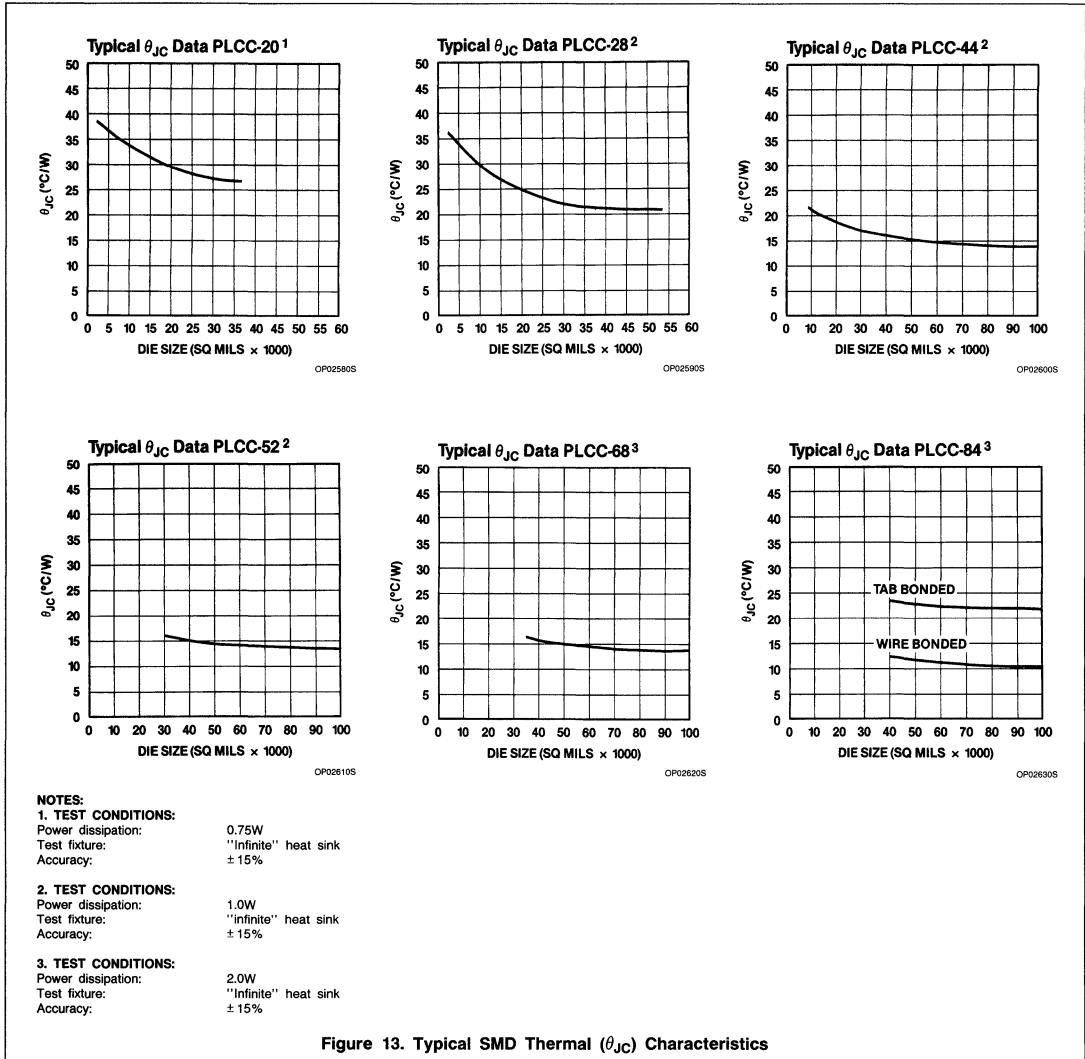 Typical θJC Data PLCC-20 1
50
45
40
35
30
25
20
15
10
5
0
θJC (°C/W)
0 5 10 15 20 25 30 35 40 45 50 55 60
DIE SIZE (SQ MILS × 1000)
OP02580S
Typical θJC Data PLCC-28 2
50
45
40
35
30
25
20
15
10
5
0
θJC (°C/W)
0 5 10 15 20 25 30 35 40 45 50 55 60
DIE SIZE (SQ MILS × 1000)
OP02590S
Typical θJC Data PLCC-44 2
50
45
40
35
30
25
20
15
10
5
0
θJC (°C/W)
0 10 20 30 40 50 60 70 80 90 100
DIE SIZE (SQ MILS × 1000)
OP02600S
Typical θJC Data PLCC-52 2
50
45
40
35
30
25
20
15
10
5
0
θJC (°C/W)
0 10 20 30 40 50 60 70 80 90 100
DIE SIZE (SQ MILS × 1000)
OP02610S
Typical θJC Data PLCC-68 3
50
45
40
35
30
25
20
15
10
5
0
θJC (°C/W)
0 10 20 30 40 50 60 70 80 90 100
DIE SIZE (SQ MILS × 1000)
OP02620S
Typical θJC Data PLCC-84 3
50
45
40
35
30
25
20
15
10
5
0
θJC (°C/W)
TAB BONDED
WIRE BONDED
0 10 20 30 40 50 60 70 80 90 100
DIE SIZE (SQ MILS × 1000)
OP02630S
NOTES:
1. TEST CONDITIONS:
Power dissipation: 0.75W
Test fixture: "Infinite" heat sink
Accuracy: ± 15%
2. TEST CONDITIONS:
Power dissipation: 1.0W
Test fixture: "infinite" heat sink
Accuracy: ± 15%
3. TEST CONDITIONS:
Power dissipation: 2.0W
Test fixture: "Infinite" heat sink
Accuracy: ± 15%
Figure 13. Typical SMD Thermal (θJC) Characteristics